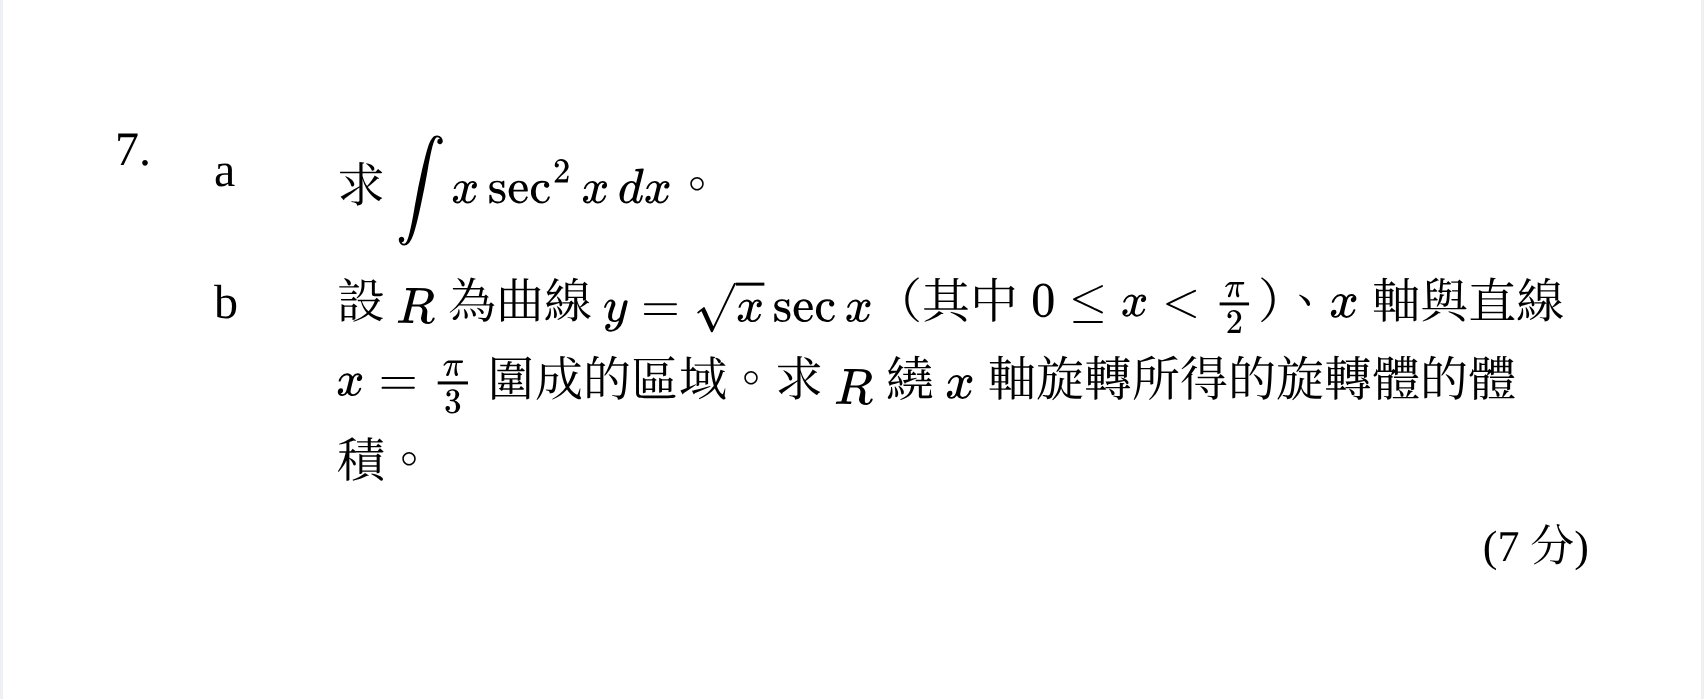 7. a 求 ∫ x sec² x dx。
b 設 R 為曲線 y = √x sec x（其中 0 ≤ x < π/2）、x 軸與直線
x = π/3 圍成的區域。求 R 繞 x 軸旋轉所得的旋轉體的體
積。
(7 分)